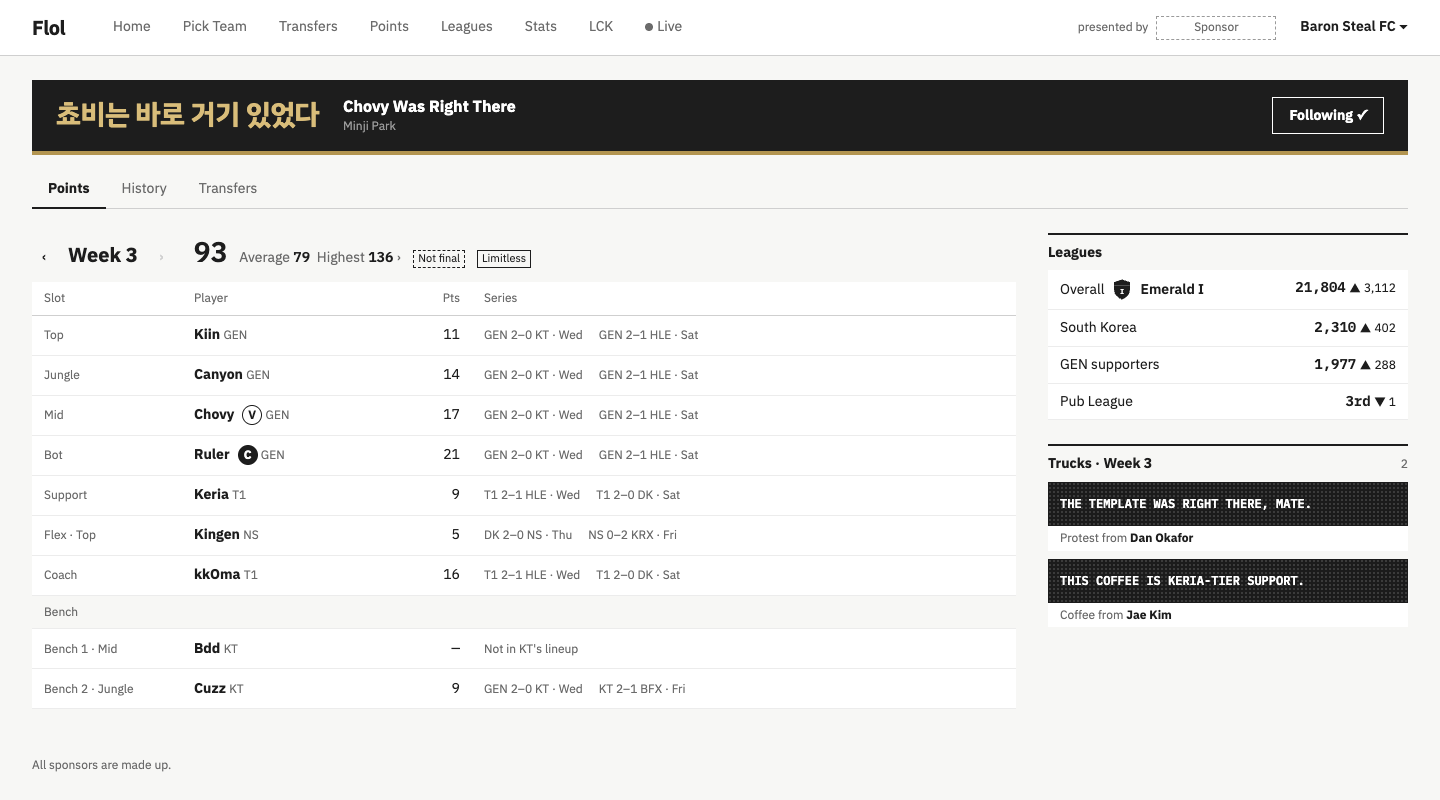 Flol
Home Pick Team Transfers Points Leagues Stats LCK Live
presented by Sponsor Baron Steal FC
쵸비는 바로 거기 있었다
Chovy Was Right There
Minji Park
Following ✓
Points History Transfers
‹ Week 3 › 93 Average 79 Highest 136 › Not final Limitless
Slot Player Pts Series
Top Kiin GEN 11 GEN 2–0 KT · Wed GEN 2–1 HLE · Sat
Jungle Canyon GEN 14 GEN 2–0 KT · Wed GEN 2–1 HLE · Sat
Mid Chovy V GEN 17 GEN 2–0 KT · Wed GEN 2–1 HLE · Sat
Bot Ruler C GEN 21 GEN 2–0 KT · Wed GEN 2–1 HLE · Sat
Support Keria T1 9 T1 2–1 HLE · Wed T1 2–0 DK · Sat
Flex · Top Kingen NS 5 DK 2–0 NS · Thu NS 0–2 KRX · Fri
Coach kkOma T1 16 T1 2–1 HLE · Wed T1 2–0 DK · Sat
Bench
Bench 1 · Mid Bdd KT – Not in KT's lineup
Bench 2 · Jungle Cuzz KT 9 GEN 2–0 KT · Wed KT 2–1 BFX · Fri
Leagues
Overall I Emerald I 21,804 ▲ 3,112
South Korea 2,310 ▲ 402
GEN supporters 1,977 ▲ 288
Pub League 3rd ▼ 1
Trucks · Week 3 2
THE TEMPLATE WAS RIGHT THERE, MATE.
Protest from Dan Okafor
THIS COFFEE IS KERIA-TIER SUPPORT.
Coffee from Jae Kim
All sponsors are made up.